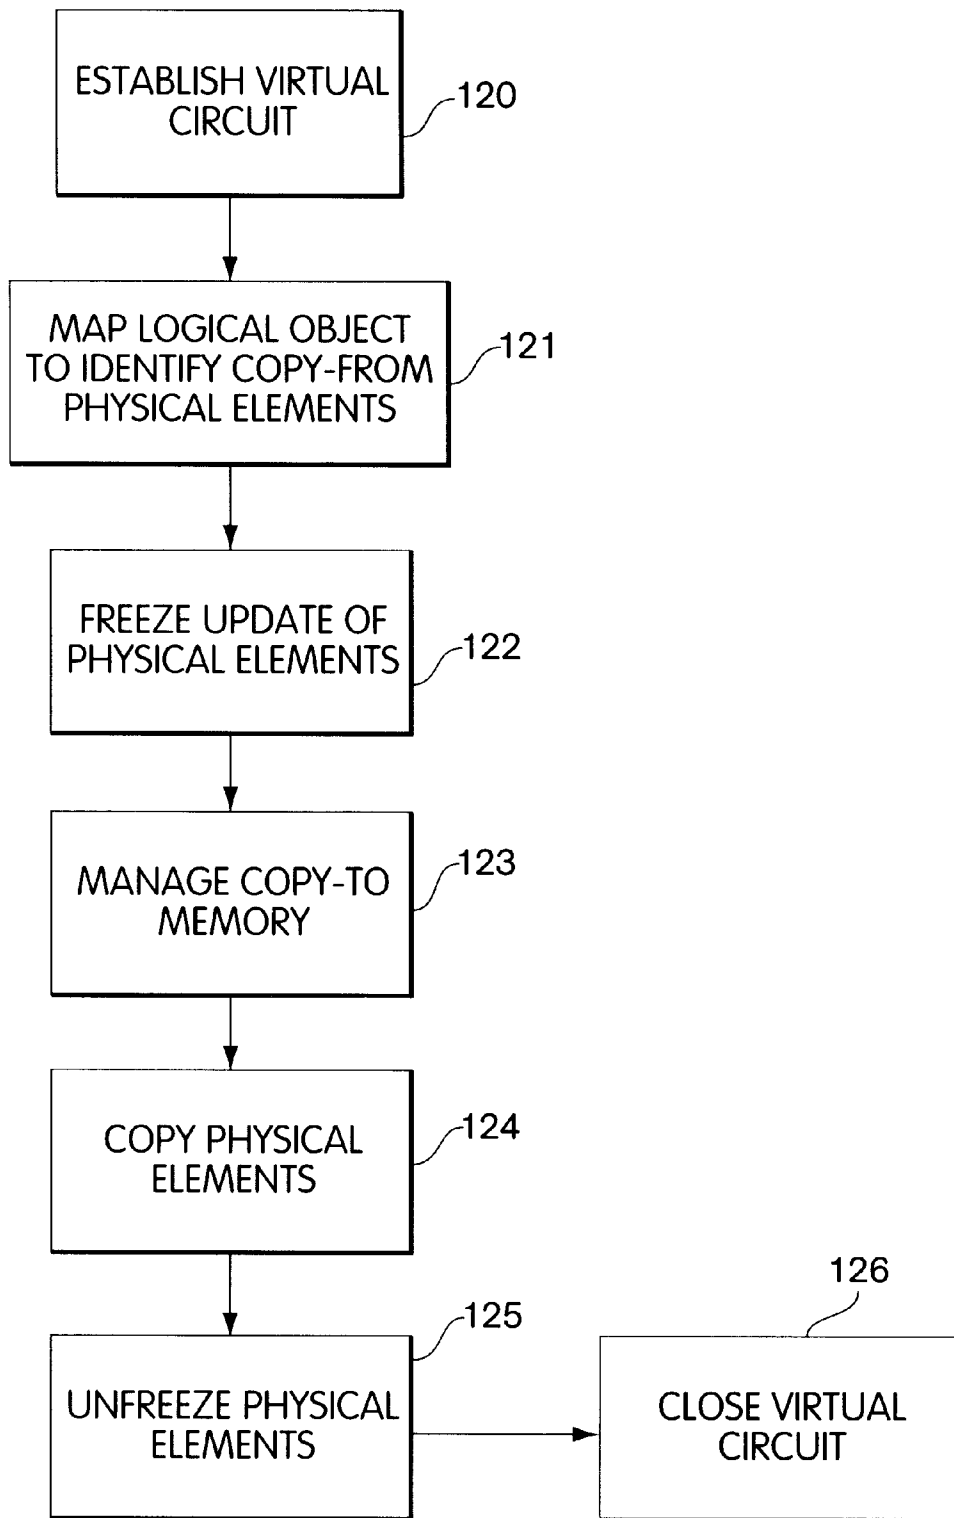 ESTABLISH VIRTUAL
CIRCUIT
120
MAP LOGICAL OBJECT
TO IDENTIFY COPY-FROM
PHYSICAL ELEMENTS
121
FREEZE UPDATE OF
PHYSICAL ELEMENTS
122
MANAGE COPY-TO
MEMORY
123
COPY PHYSICAL
ELEMENTS
124
UNFREEZE PHYSICAL
ELEMENTS
125
CLOSE VIRTUAL
CIRCUIT
126